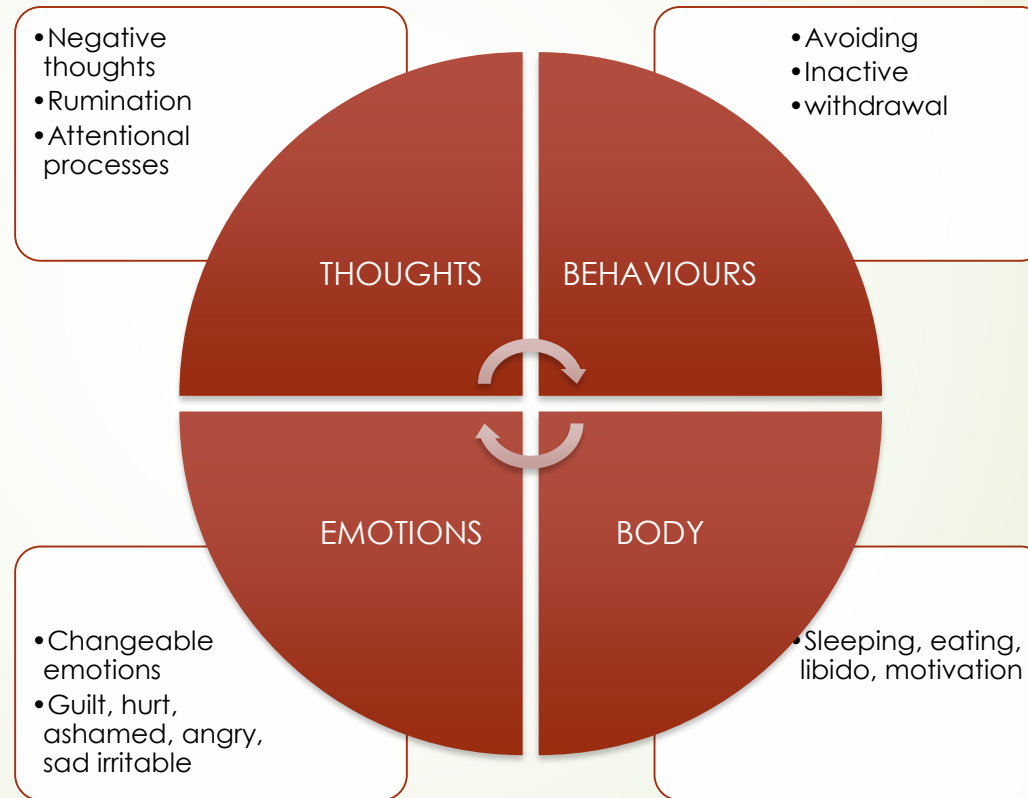 •Negative
thoughts
•Rumination
•Attentional
processes
•Avoiding
•Inactive
•withdrawal
THOUGHTS
BEHAVIOURS
EMOTIONS
BODY
•Changeable
emotions
•Guilt, hurt,
ashamed, angry,
sad irritable
•Sleeping, eating,
libido, motivation